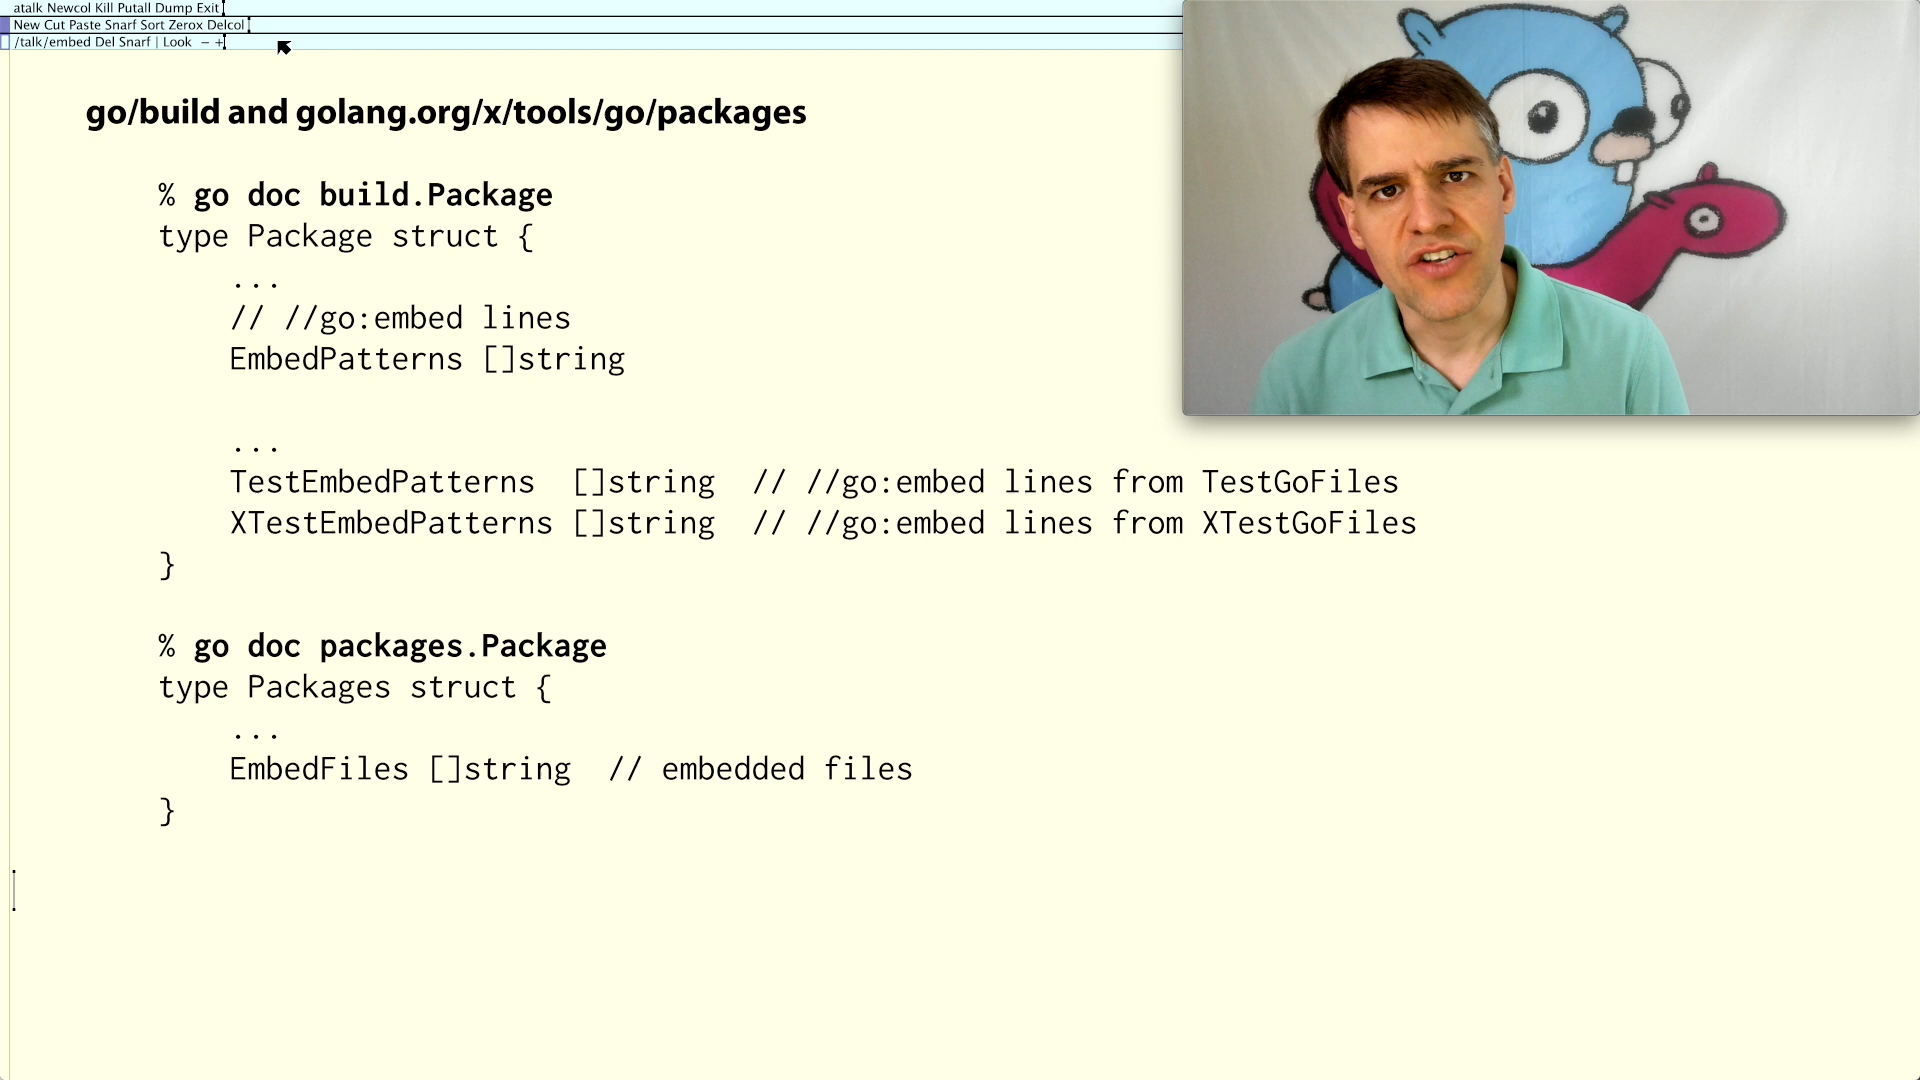 atalk Newcol Kill Putall Dump Exit
New Cut Paste Snarf Sort Zerox Delcol
/talk/embed Del Snarf | Look  − +
go/build and golang.org/x/tools/go/packages
% go doc build.Package
type Package struct {
    ...
    // //go:embed lines
    EmbedPatterns []string
    ...
    TestEmbedPatterns  []string  // //go:embed lines from TestGoFiles
    XTestEmbedPatterns []string  // //go:embed lines from XTestGoFiles
}
% go doc packages.Package
type Packages struct {
    ...
    EmbedFiles []string  // embedded files
}